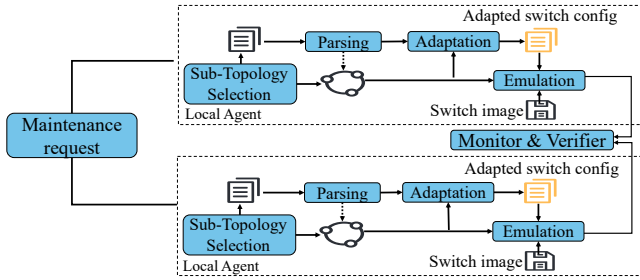 Adapted switch config
Parsing
Adaptation
Sub-Topology
Selection
Emulation
Local Agent
Switch image
Maintenance
request
Monitor & Verifier
Adapted switch config
Parsing
Adaptation
Sub-Topology
Selection
Emulation
Local Agent
Switch image